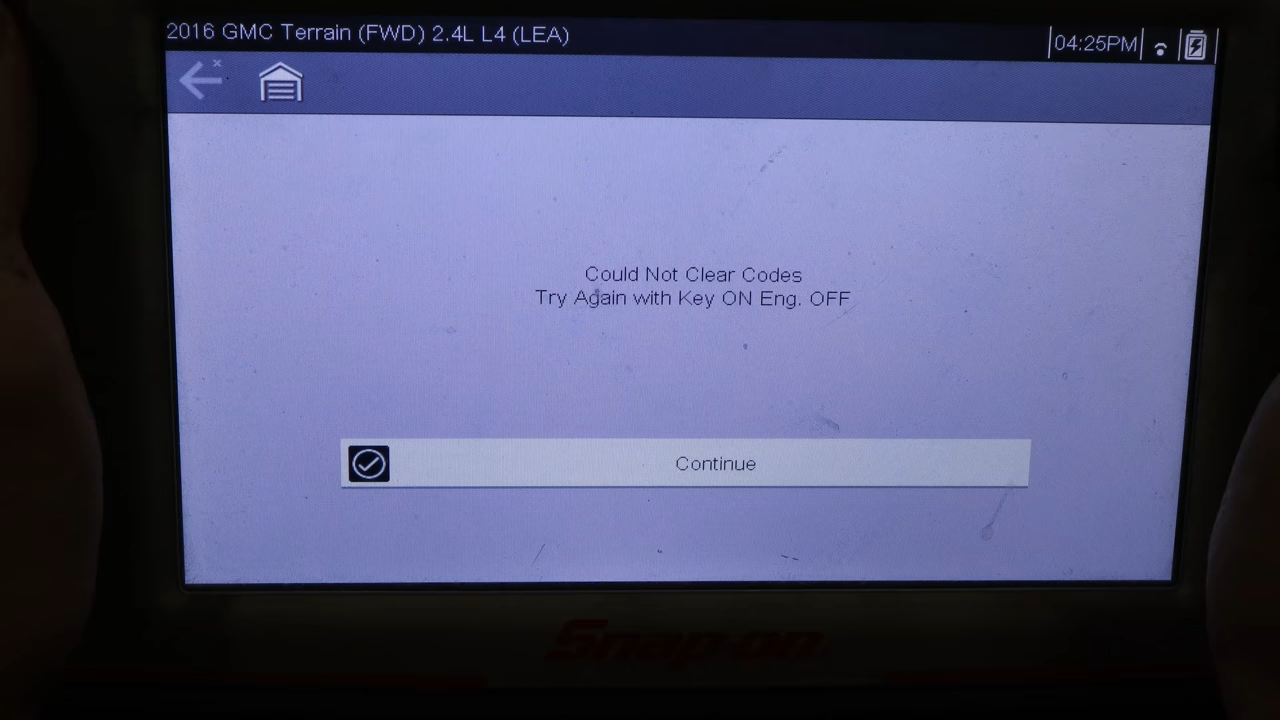 2016 GMC Terrain (FWD) 2.4L L4 (LEA)
04:25PM
Could Not Clear Codes
Try Again with Key ON Eng. OFF
Continue
Snap-on